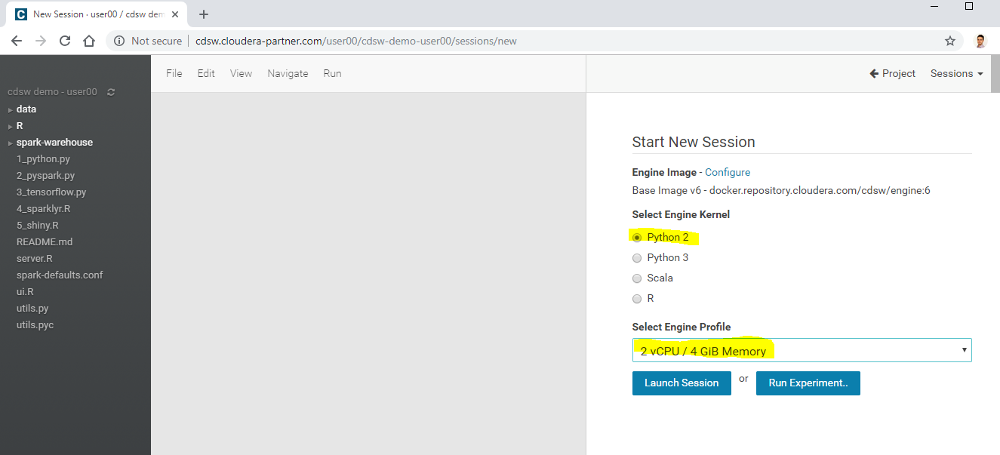 New Session · user00 / cdsw dem
Not secure cdsw.cloudera-partner.com/user00/cdsw-demo-user00/sessions/new
File Edit View Navigate Run
Project Sessions
cdsw demo - user00
data
R
spark-warehouse
1_python.py
2_pyspark.py
3_tensorflow.py
4_sparklyr.R
5_shiny.R
README.md
server.R
spark-defaults.conf
ui.R
utils.py
utils.pyc
Start New Session
Engine Image - Configure
Base Image v6 - docker.repository.cloudera.com/cdsw/engine:6
Select Engine Kernel
Python 2
Python 3
Scala
R
Select Engine Profile
2 vCPU / 4 GiB Memory
Launch Session or Run Experiment..